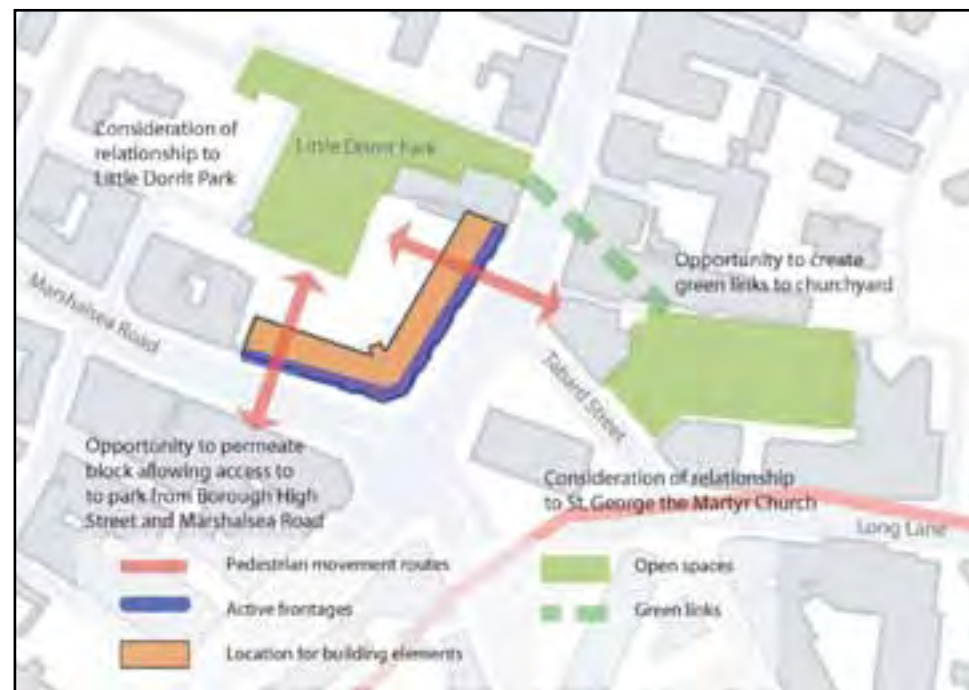 Consideration of
relationship to
Little Dorrit Park
Little Dorrit Park
Opportunity to create
green links to churchyard
Marshalsea Road
Tabard Street
Opportunity to permeate
block allowing access to
to park from Borough High
Street and Marshalsea Road
Consideration of relationship
to St. George the Martyr Church
Long Lane
Pedestrian movement routes
Active frontages
Location for building elements
Open spaces
Green links